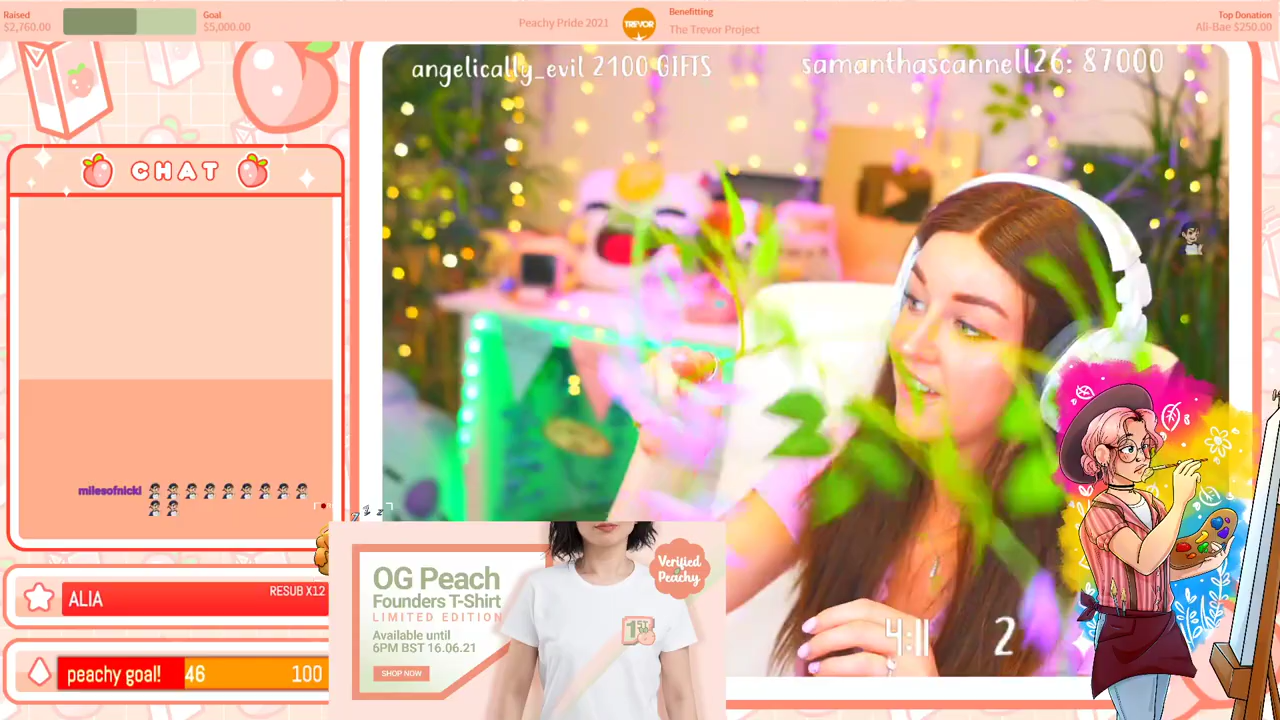 Raised
$2,760.00
Goal
$5,000.00
Peachy Pride 2021
TREVOR
Benefitting
The Trevor Project
Top Donation
Ali-Bae $250.00
angelically_evil 2100 GIFTS
samanthascannell26: 87000
CHAT
milesofnicki
z z z
ALIA
RESUB X12
peachy goal!
46
100
OG Peach
Founders T-Shirt
LIMITED EDITION
Available until
6PM BST 16.06.21
SHOP NOW
Verified
Peachy
1ST
4:11
2